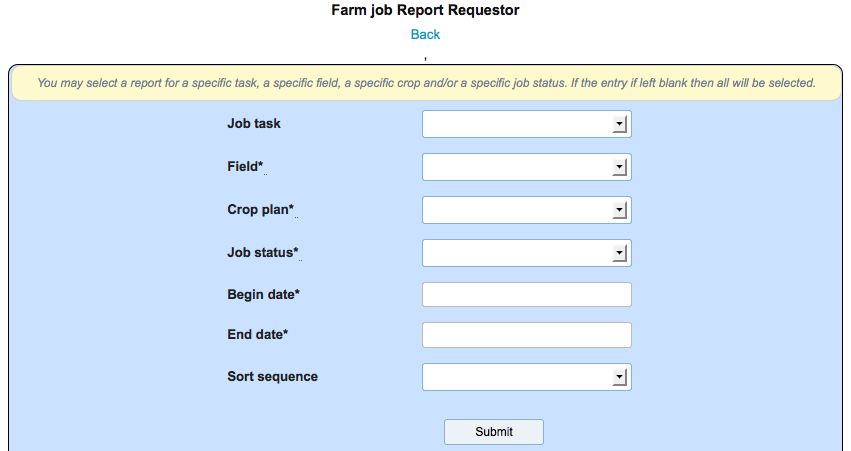 Farm job Report Requestor
Back
,
You may select a report for a specific task, a specific field, a specific crop and/or a specific job status. If the entry if left blank then all will be selected.
Job task
Field*
Crop plan*
Job status*
Begin date*
End date*
Sort sequence
Submit